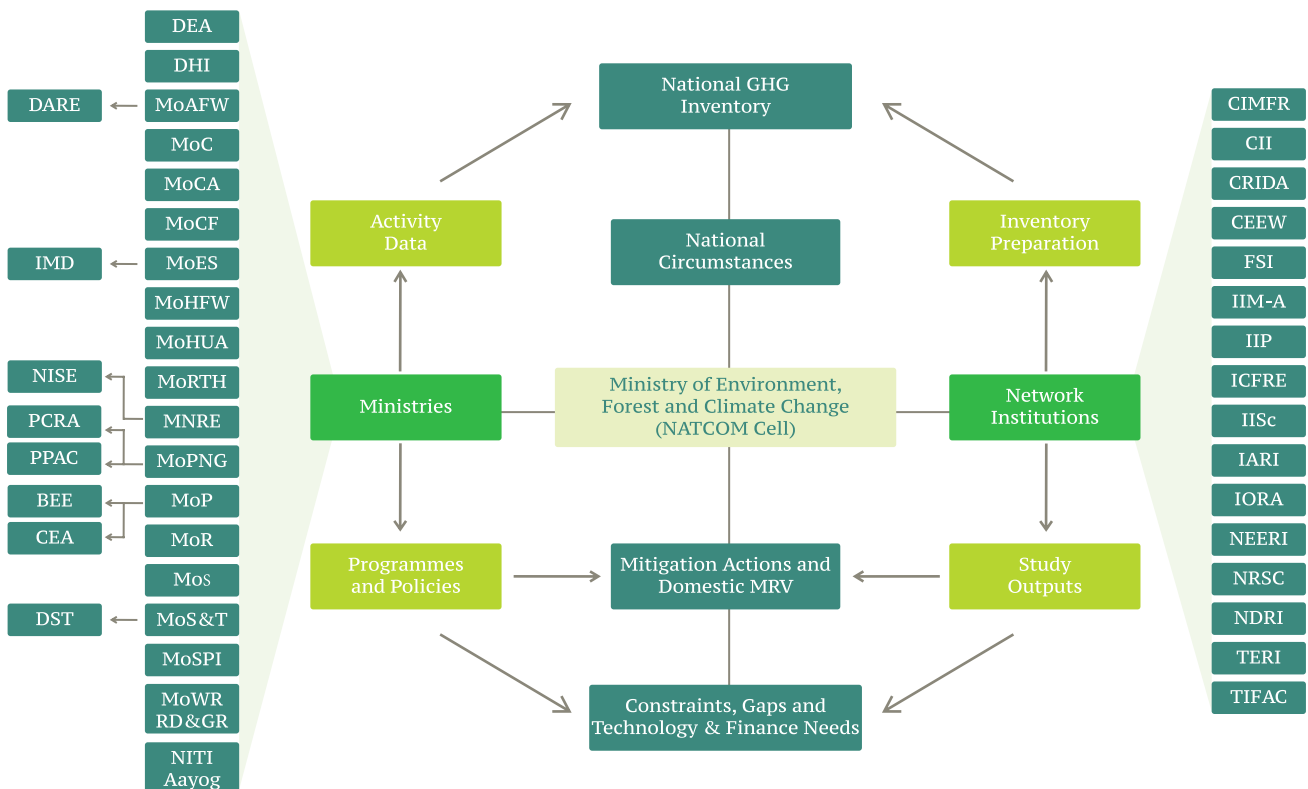 DEA
DHI
DARE
MoAFW
MoC
MoCA
MoCF
IMD
MoES
MoHFW
MoHUA
MoRTH
NISE
MNRE
PCRA
PPAC
MoPNG
BEE
MoP
CEA
MoR
MoS
DST
MoS&T
MoSPI
MoWR
RD&GR
NITI
Aayog
National GHG
Inventory
Activity
Data
National
Circumstances
Inventory
Preparation
Ministries
Ministry of Environment,
Forest and Climate Change
(NATCOM Cell)
Network
Institutions
Programmes
and Policies
Mitigation Actions and
Domestic MRV
Study
Outputs
Constraints, Gaps and
Technology & Finance Needs
CIMFR
CII
CRIDA
CEEW
FSI
IIM-A
IIP
ICFRE
IISc
IARI
IORA
NEERI
NRSC
NDRI
TERI
TIFAC